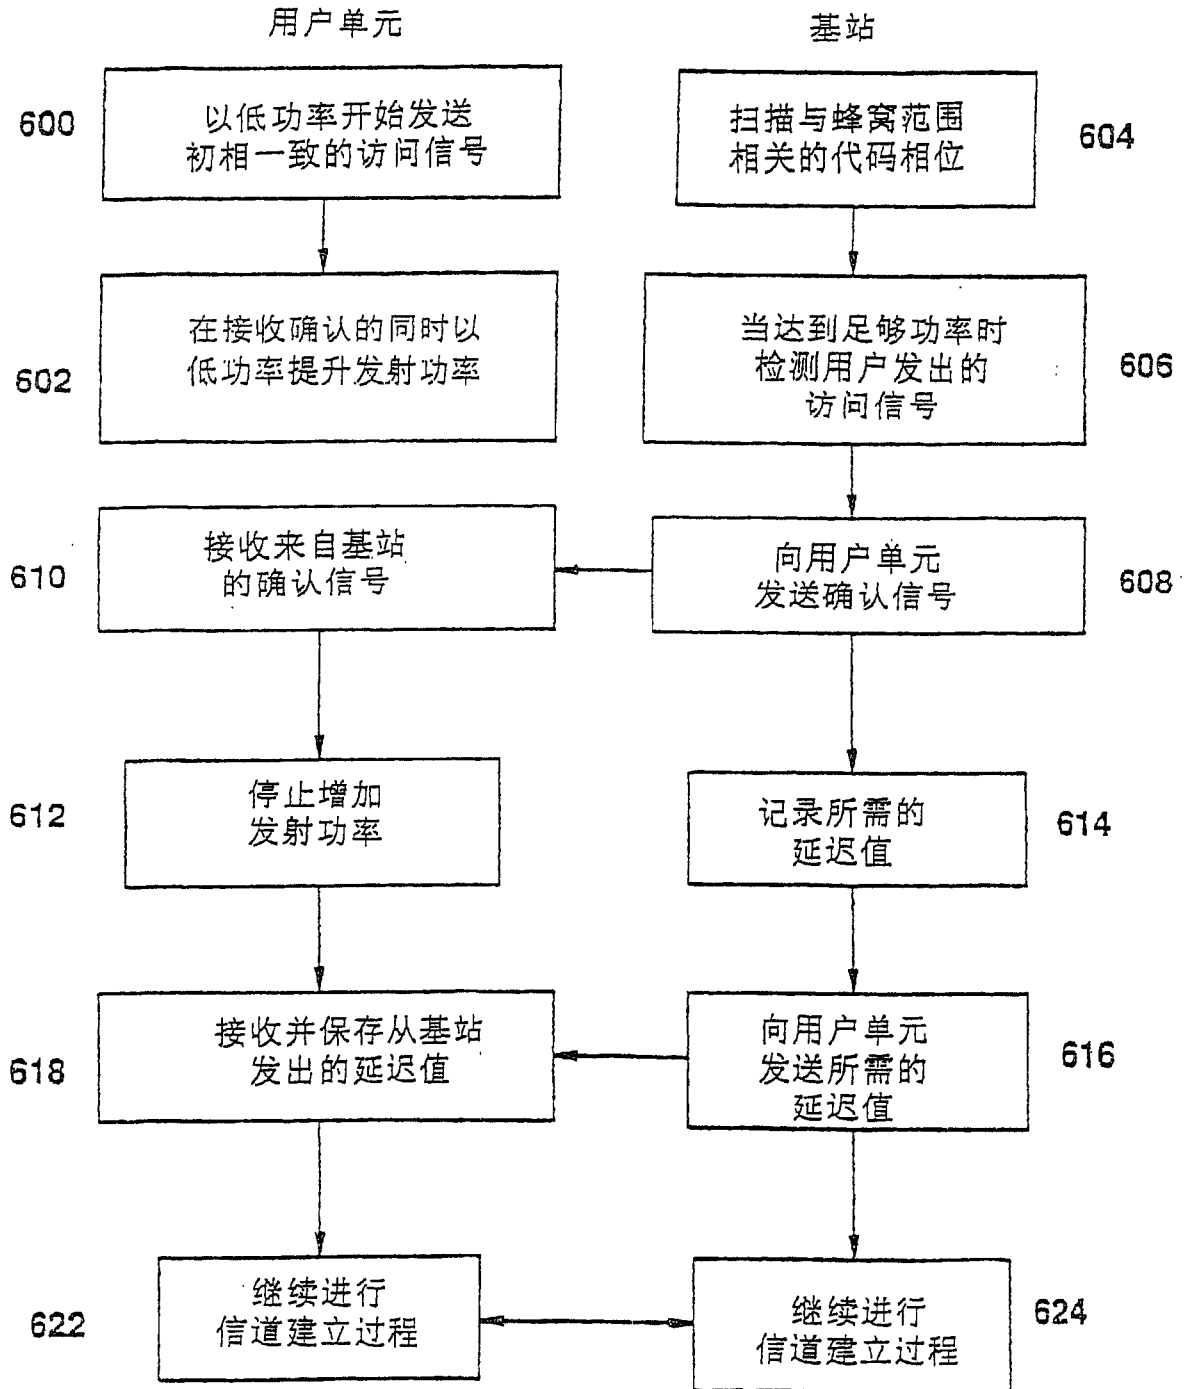 用户单元
基站
600
以低功率开始发送
初相一致的访问信号
扫描与蜂窝范围
相关的代码相位
604
602
在接收确认的同时以
低功率提升发射功率
当达到足够功率时
检测用户发出的
访问信号
606
610
接收来自基站
的确认信号
向用户单元
发送确认信号
608
612
停止增加
发射功率
记录所需的
延迟值
614
618
接收并保存从基站
发出的延迟值
向用户单元
发送所需的
延迟值
616
622
继续进行
信道建立过程
继续进行
信道建立过程
624